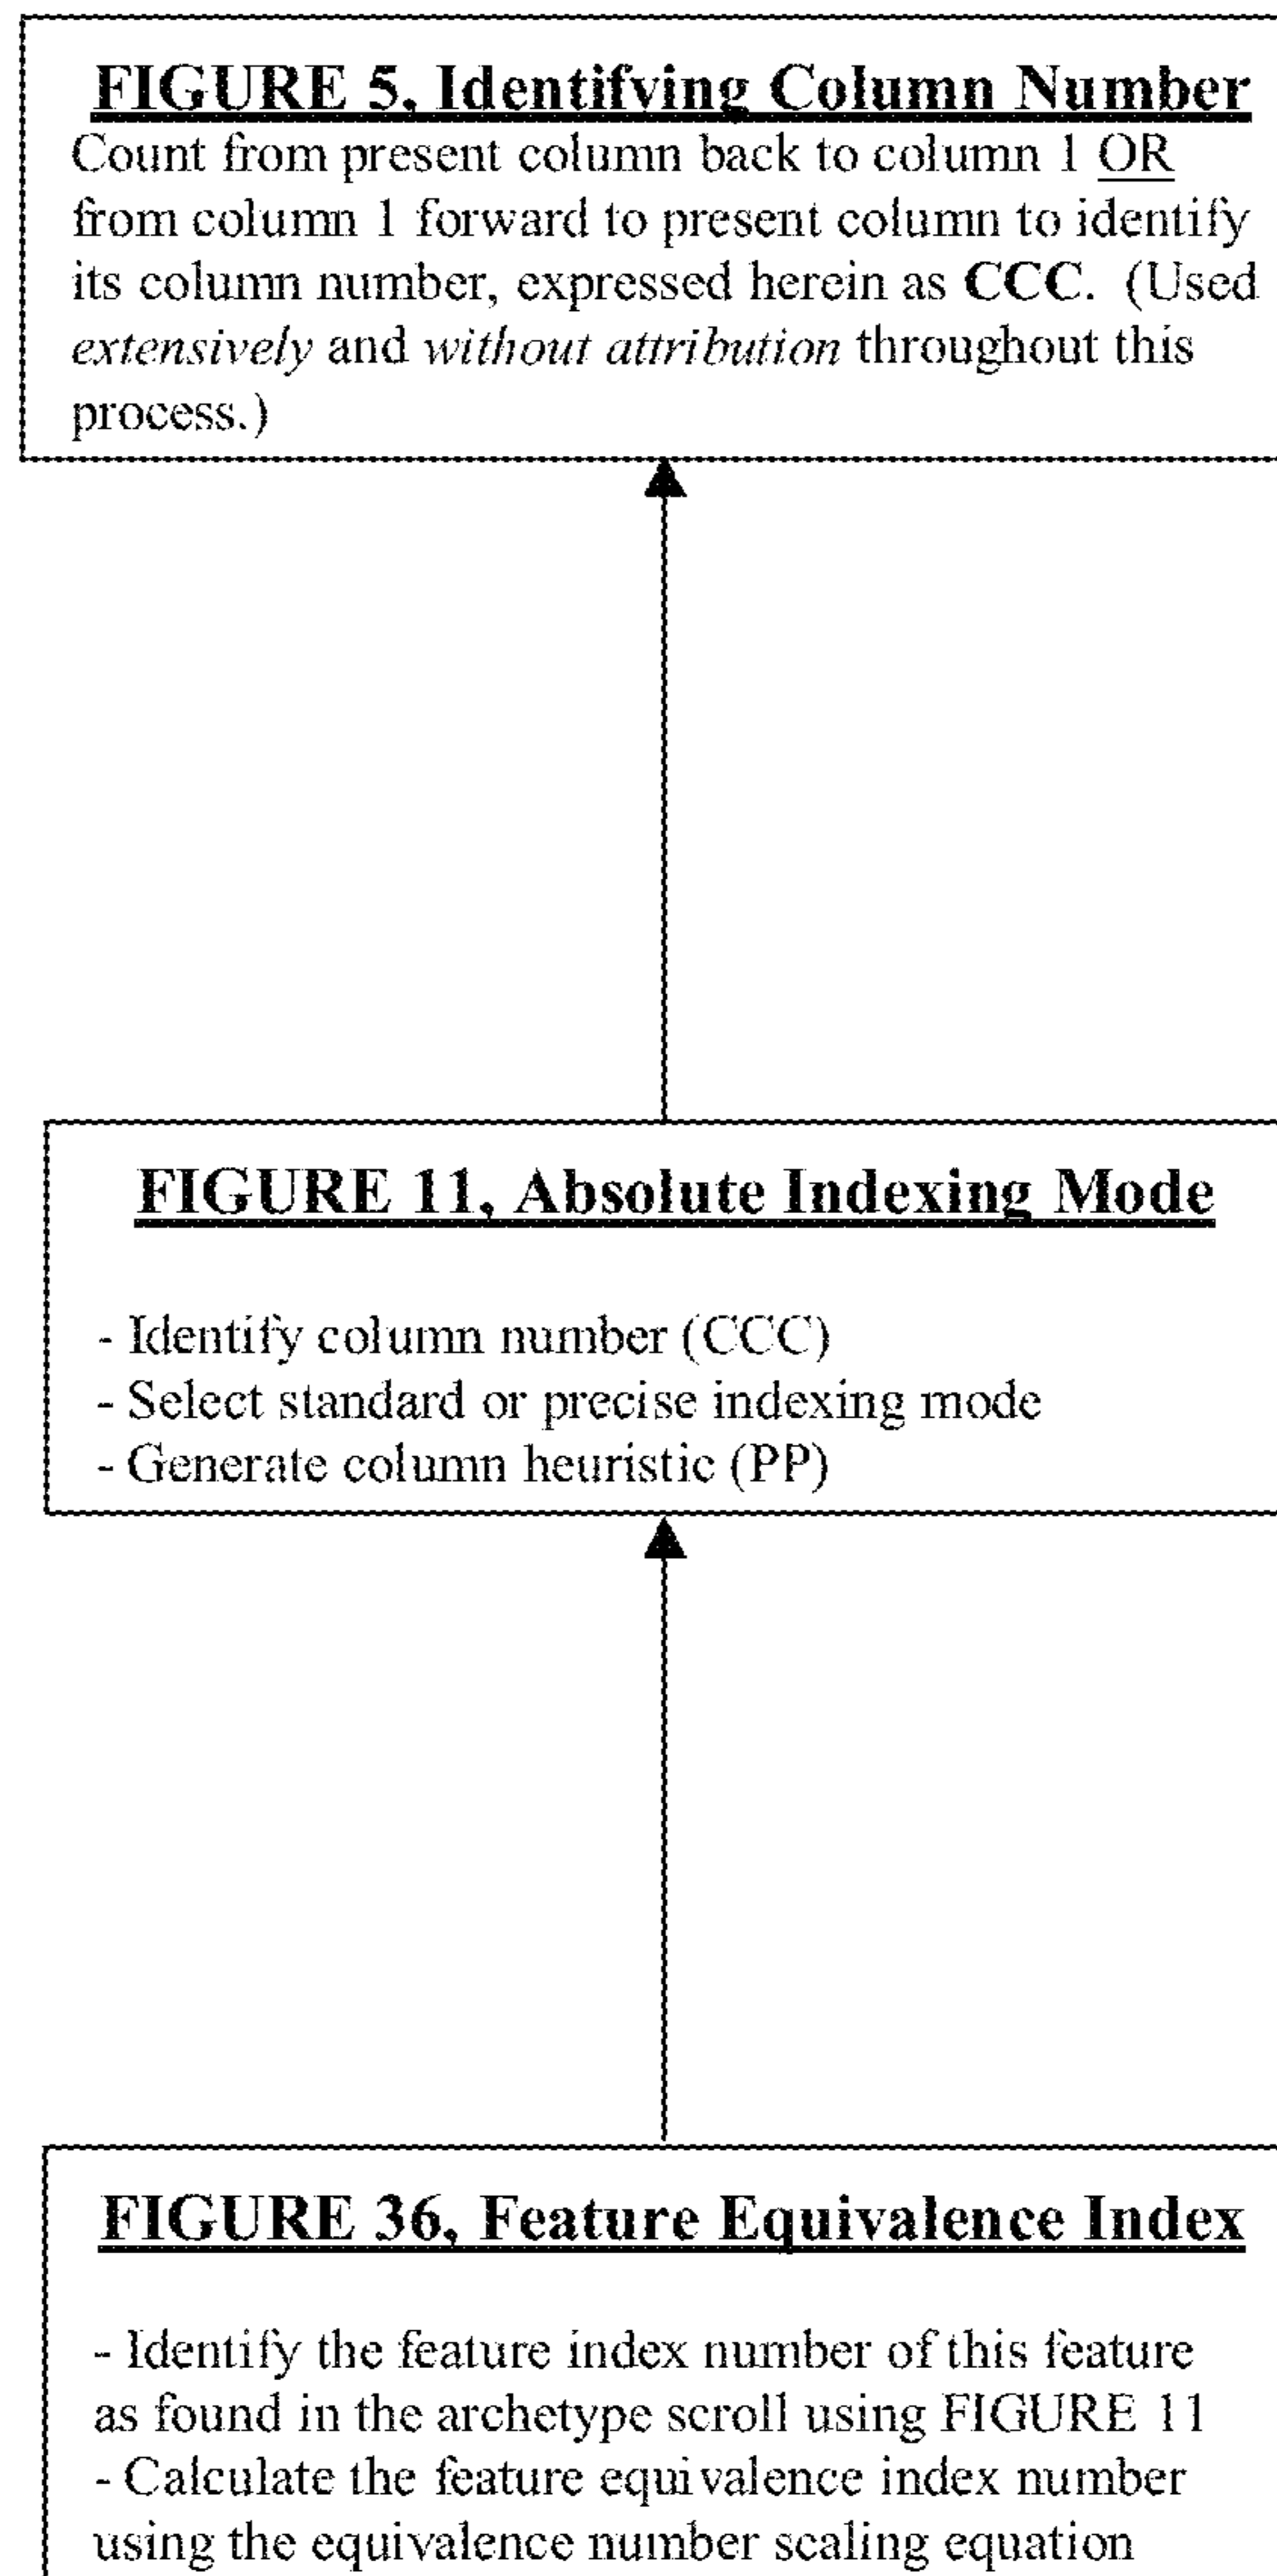 FIGURE 5, Identifying Column Number
Count from present column back to column 1 OR
from column 1 forward to present column to identify
its column number, expressed herein as CCC. (Used
extensively and without attribution throughout this
process.)
FIGURE 11, Absolute Indexing Mode
- Identify column number (CCC)
- Select standard or precise indexing mode
- Generate column heuristic (PP)
FIGURE 36, Feature Equivalence Index
- Identify the feature index number of this feature
as found in the archetype scroll using FIGURE 11
- Calculate the feature equivalence index number
using the equivalence number scaling equation